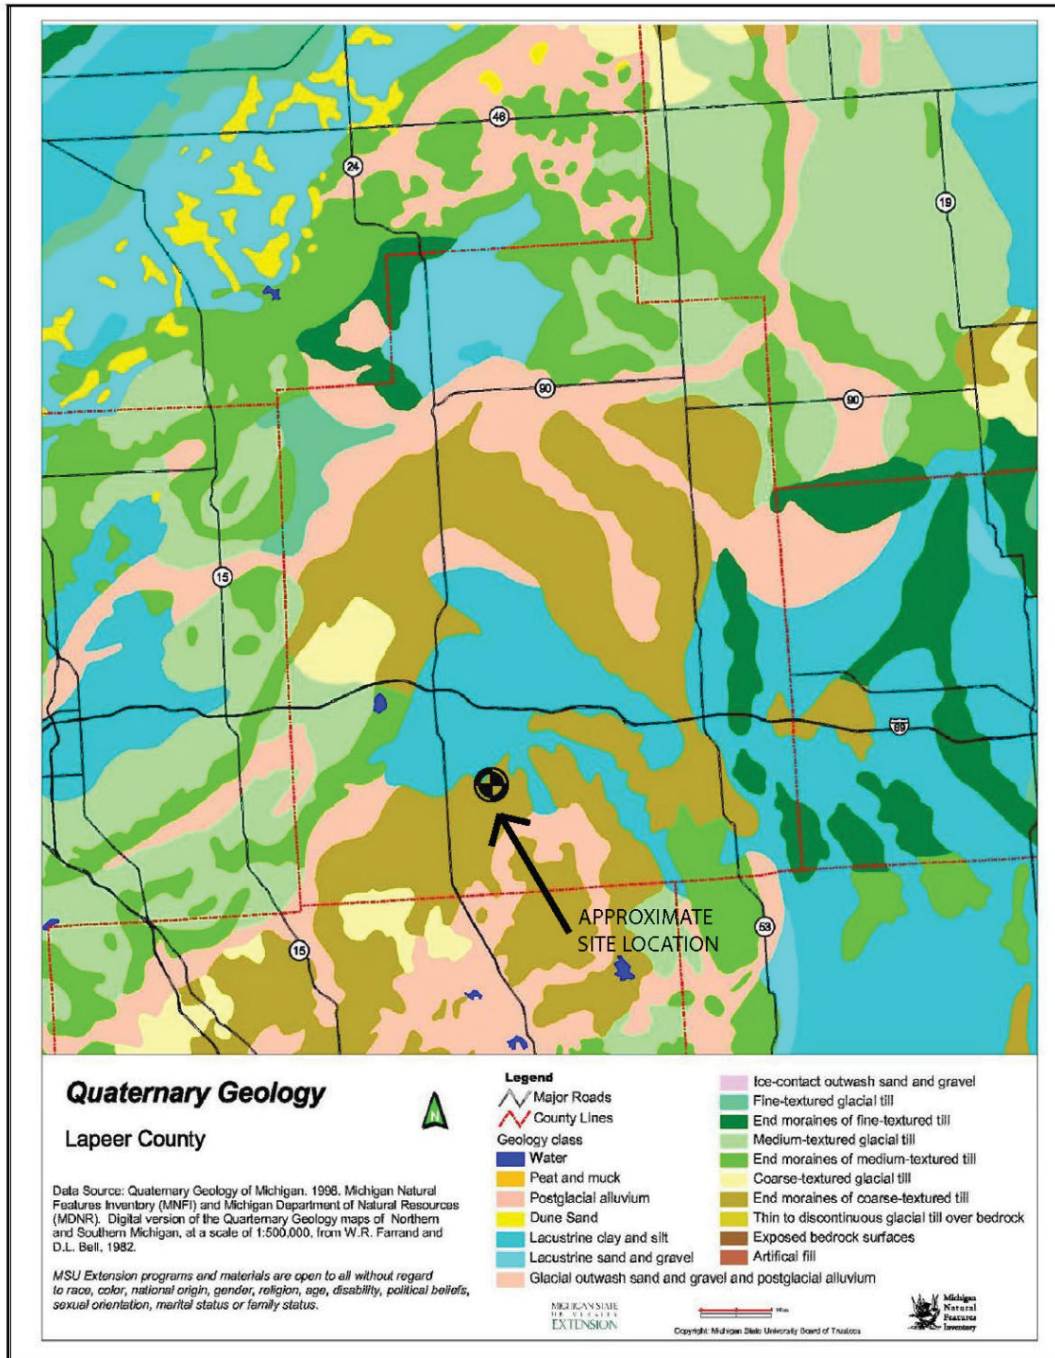 46
24
19
90
90
15
69
APPROXIMATE
SITE LOCATION
53
15
Quaternary Geology
Lapeer County
N
Data Source: Quaternary Geology of Michigan. 1998. Michigan Natural
Features Inventory (MNFI) and Michigan Department of Natural Resources
(MDNR). Digital version of the Quarternary Geology maps of Northern
and Southern Michigan, at a scale of 1:500,000, from W.R. Farrand and
D.L. Bell, 1982.
MSU Extension programs and materials are open to all without regard
to race, color, national origin, gender, religion, age, disability, political beliefs,
sexual orientation, marital status or family status.
Legend
Major Roads
County Lines
Geology class
Water
Peat and muck
Postglacial alluvium
Dune Sand
Lacustrine clay and silt
Lacustrine sand and gravel
Glacial outwash sand and gravel and postglacial alluvium
Ice-contact outwash sand and gravel
Fine-textured glacial till
End moraines of fine-textured till
Medium-textured glacial till
End moraines of medium-textured till
Coarse-textured glacial till
End moraines of coarse-textured till
Thin to discontinuous glacial till over bedrock
Exposed bedrock surfaces
Artifical fill
MICHIGAN STATE
UNIVERSITY
EXTENSION
Copyright: Michigan State University Board of Trustees
Michigan
Natural
Features
Inventory